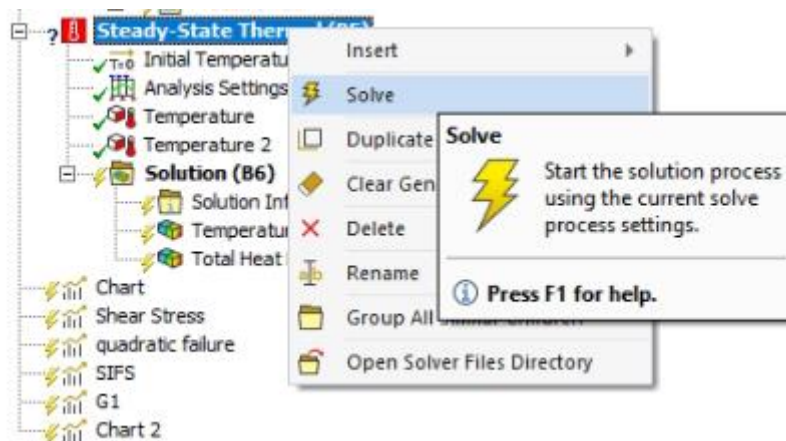 Steady-State Ther
Initial Temperatu
Analysis Settings
Temperature
Temperature 2
Solution (B6)
Solution Inf
Temperatur
Total Heat
Chart
Shear Stress
quadratic failure
SIFS
G1
Chart 2
Insert
Solve
Duplicate
Clear Gen
Delete
Rename
Group All
Open Solver Files Directory
Solve
Start the solution process
using the current solve
process settings.
Press F1 for help.